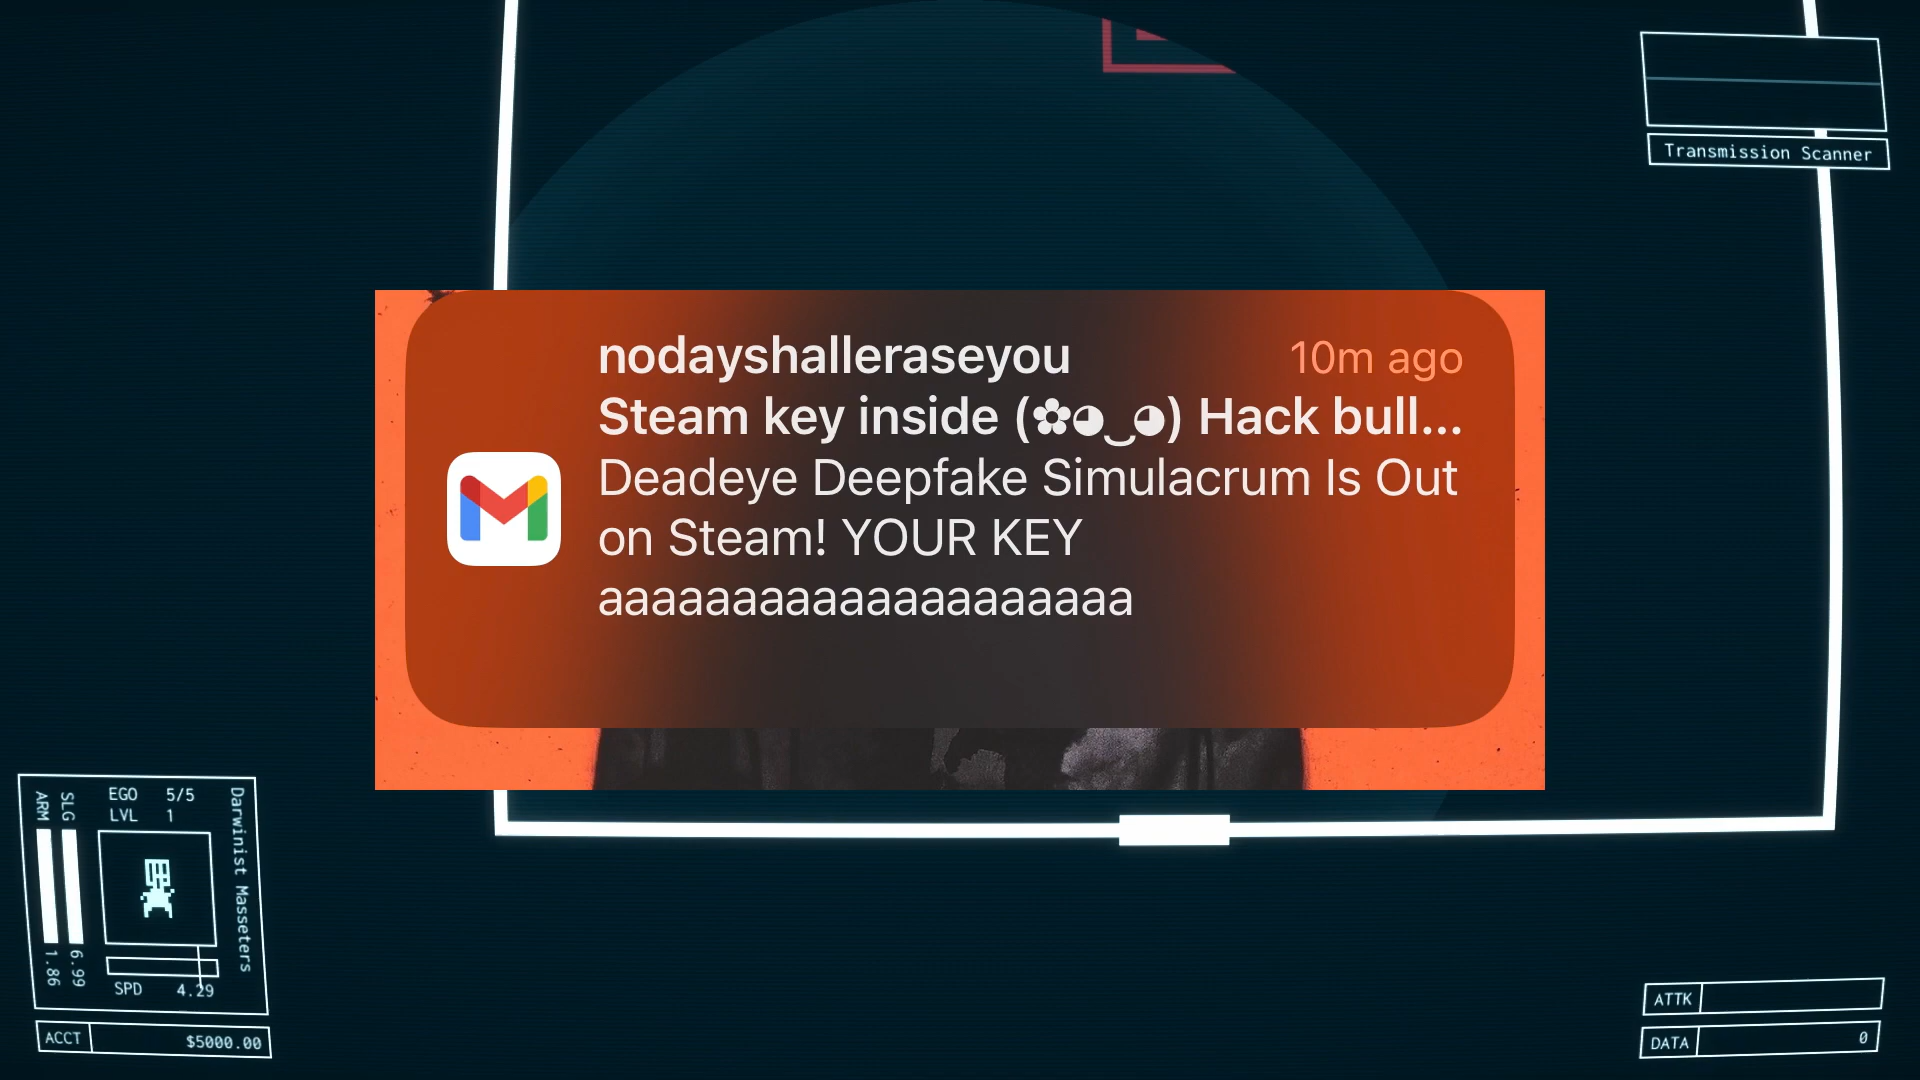 Transmission Scanner
nodayshalleraseyou
10m ago
Steam key inside (✿◕‿◕) Hack bull...
Deadeye Deepfake Simulacrum Is Out
on Steam! YOUR KEY
aaaaaaaaaaaaaaaaaaaa
ARM
SLG
EGO 5/5
LVL 1
Darwinist Masseters
1.86
6.99
SPD 4.29
ACCT $5000.00
ATTK
DATA 0